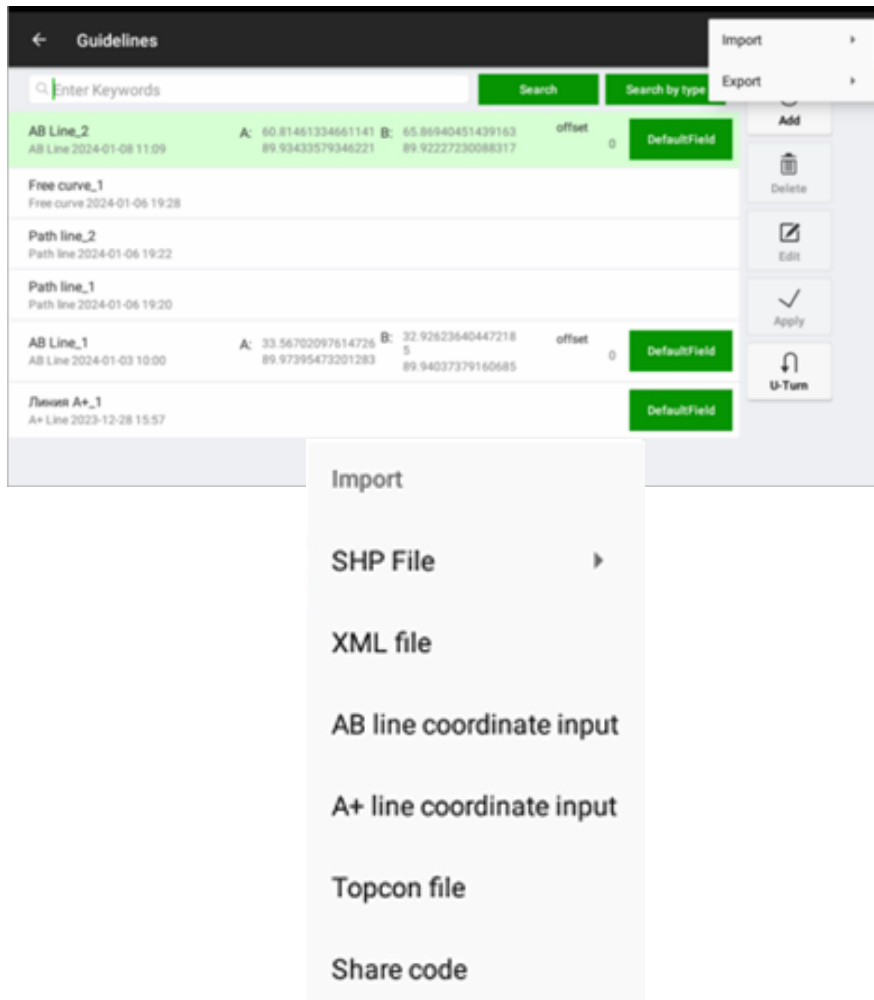 Guidelines
Import
Export
Enter Keywords
Search
Search by type
Add
AB Line_2
AB Line 2024-01-08 11:09
A: 60.81461334661141 B: 65.86940451439163
89.93433579346221 89.92227230088317
offset
0
DefaultField
Delete
Free curve_1
Free curve 2024-01-06 19:28
Path line_2
Path line 2024-01-06 19:22
Edit
Path line_1
Path line 2024-01-06 19:20
Apply
AB Line_1
AB Line 2024-01-03 10:00
A: 33.56702097614726 B: 32.92623640447218
5
89.97395473201283 89.94037379160685
offset
0
DefaultField
U-Turn
Линия A+_1
A+ Line 2023-12-28 15:57
DefaultField
Import
SHP File
XML file
AB line coordinate input
A+ line coordinate input
Topcon file
Share code